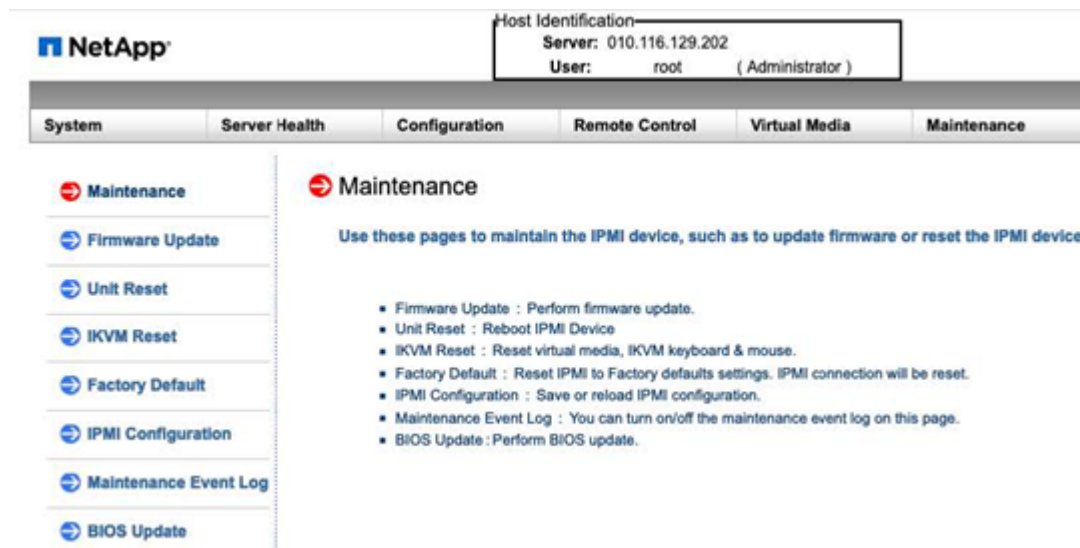 Host Identification
NetApp
Server: 010.116.129.202
User: root ( Administrator )
System Server Health Configuration Remote Control Virtual Media Maintenance
Maintenance
Firmware Update
Unit Reset
IKVM Reset
Factory Default
IPMI Configuration
Maintenance Event Log
BIOS Update
Maintenance
Use these pages to maintain the IPMI device, such as to update firmware or reset the IPMI device
Firmware Update : Perform firmware update.
Unit Reset : Reboot IPMI Device
IKVM Reset : Reset virtual media, IKVM keyboard & mouse.
Factory Default : Reset IPMI to Factory defaults settings. IPMI connection will be reset.
IPMI Configuration : Save or reload IPMI configuration.
Maintenance Event Log : You can turn on/off the maintenance event log on this page.
BIOS Update : Perform BIOS update.